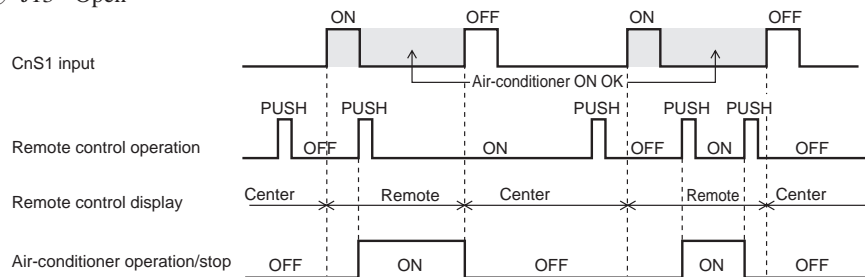 J13 Open
ON OFF ON OFF
CnS1 input
Air-conditioner ON OK
PUSH PUSH PUSH PUSH PUSH
Remote control operation OFF ON OFF ON OFF
Remote control display Center Remote Center Remote Center
Air-conditioner operation/stop OFF ON OFF ON OFF